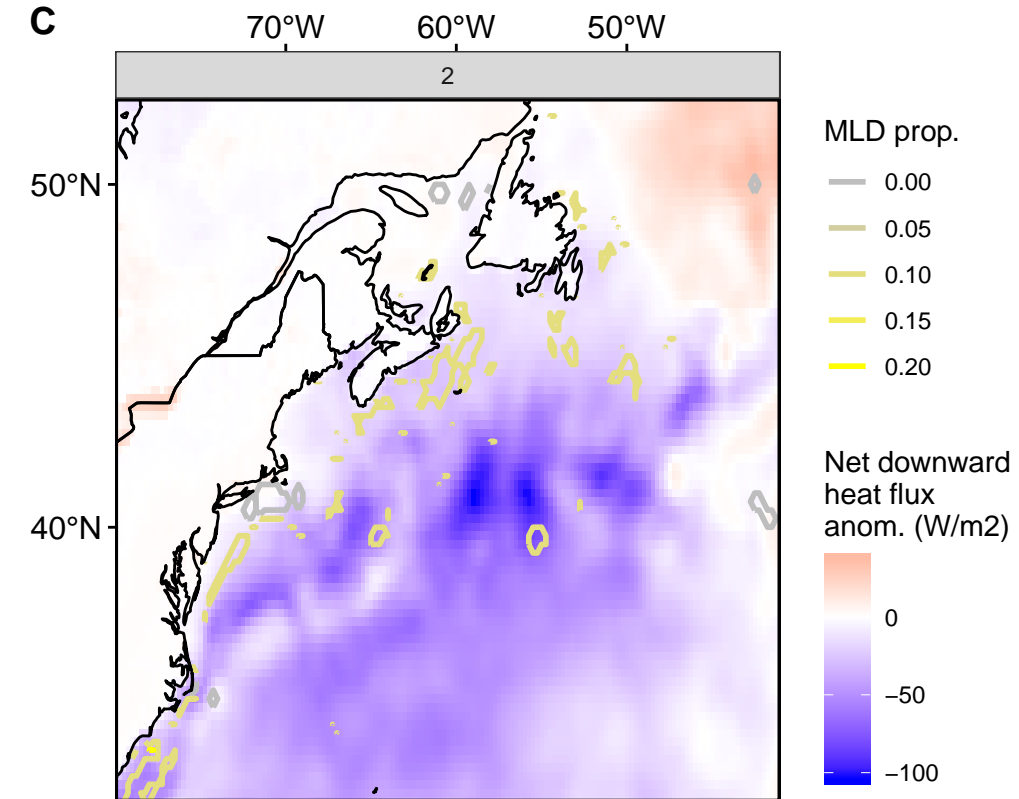 C
70°W 60°W 50°W
2
50°N
40°N
MLD prop.
0.00
0.05
0.10
0.15
0.20
Net downward
heat flux
anom. (W/m2)
0
−50
−100